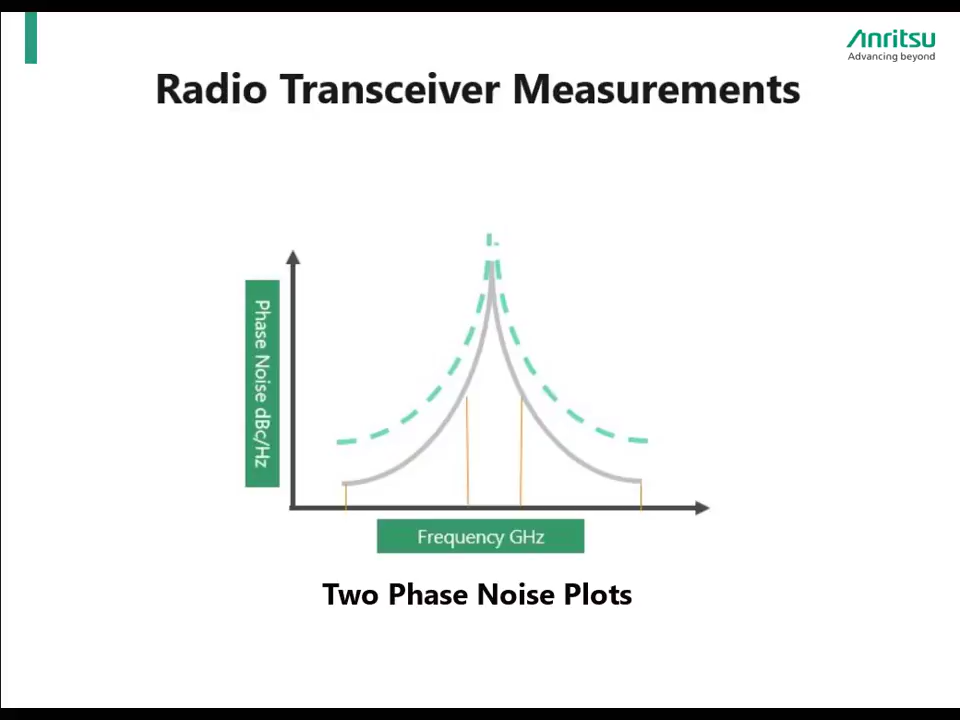 Anritsu
Advancing beyond
Radio Transceiver Measurements
Phase Noise dBc/Hz
Frequency GHz
Two Phase Noise Plots